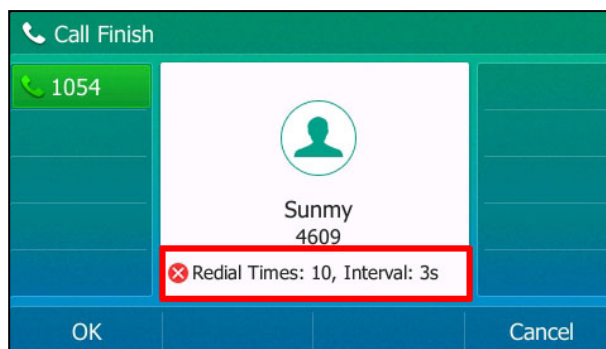 Call Finish
1054
Sunmy
4609
Redial Times: 10, Interval: 3s
OK
Cancel